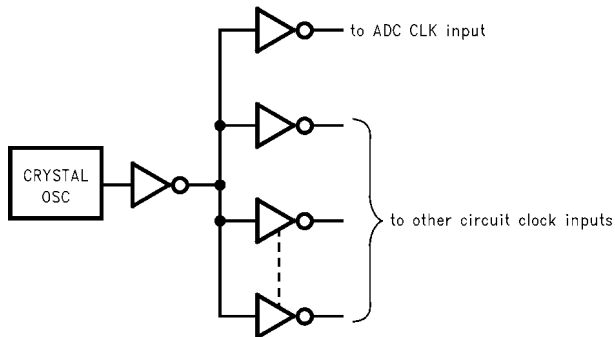 to ADC CLK input
CRYSTAL
OSC
to other circuit clock inputs